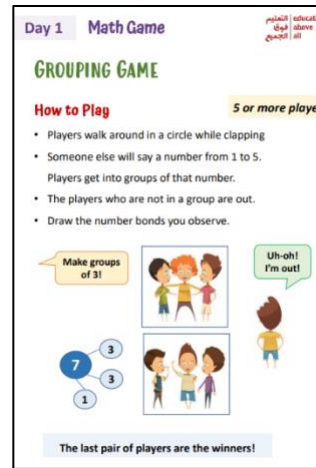 Day 1 Math Game
التعليم
فوق
الجميع
educat
above
all
GROUPING GAME
How to Play
5 or more playe
• Players walk around in a circle while clapping
• Someone else will say a number from 1 to 5.
Players get into groups of that number.
• The players who are not in a group are out.
• Draw the number bonds you observe.
Make groups
of 3!
Uh-oh!
I'm out!
3
7
3
1
The last pair of players are the winners!